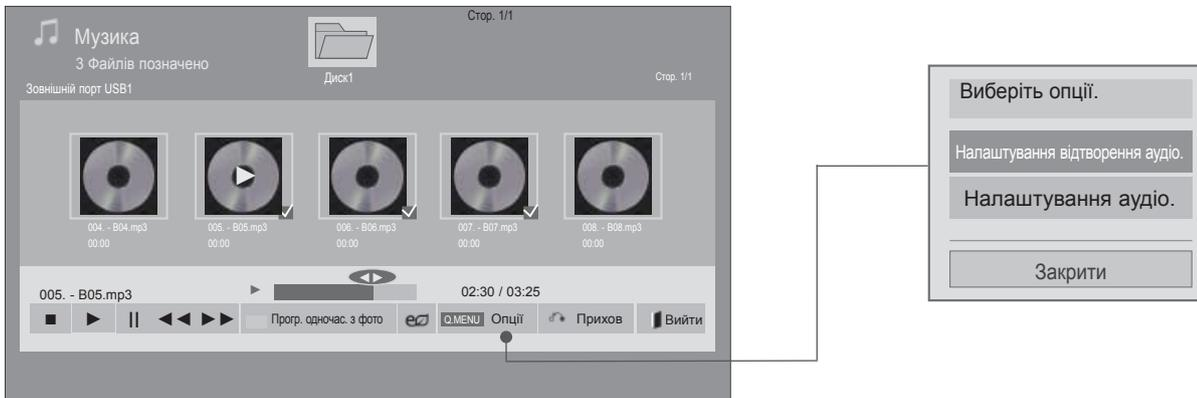 Стор. 1/1
Музика
3 Файлів позначено
Диск1
Зовнішній порт USB1
Стор. 1/1
004. - B04.mp3
00:00
005. - B05.mp3
00:00
006. - B06.mp3
00:00
007. - B07.mp3
00:00
008. - B08.mp3
00:00
005. - B05.mp3
02:30 / 03:25
Прогр. одночас. з фото
Q.MENU Опції
Прихов
Вийти
Виберіть опції.
Налаштування відтворення аудіо.
Налаштування аудіо.
Закрити